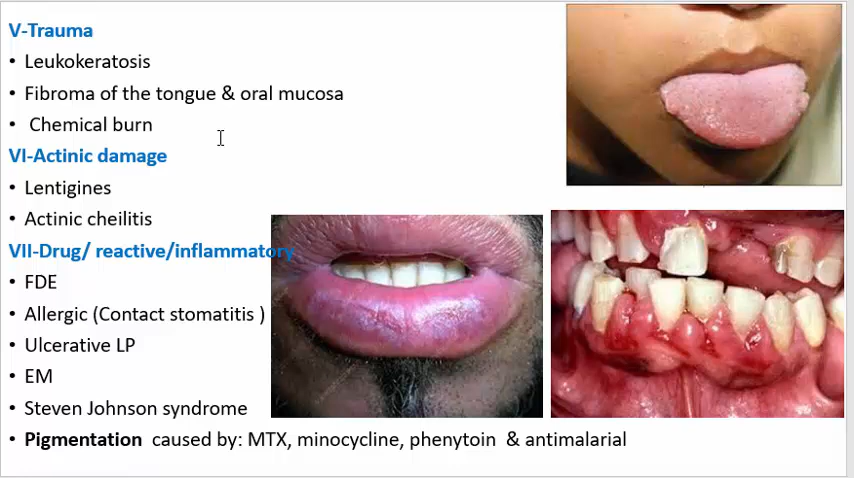 V-Trauma
• Leukokeratosis
• Fibroma of the tongue & oral mucosa
• Chemical burn
VI-Actinic damage
• Lentigines
• Actinic cheilitis
VII-Drug/ reactive/inflammatory
• FDE
• Allergic (Contact stomatitis )
• Ulcerative LP
• EM
• Steven Johnson syndrome
• Pigmentation caused by: MTX, minocycline, phenytoin & antimalarial